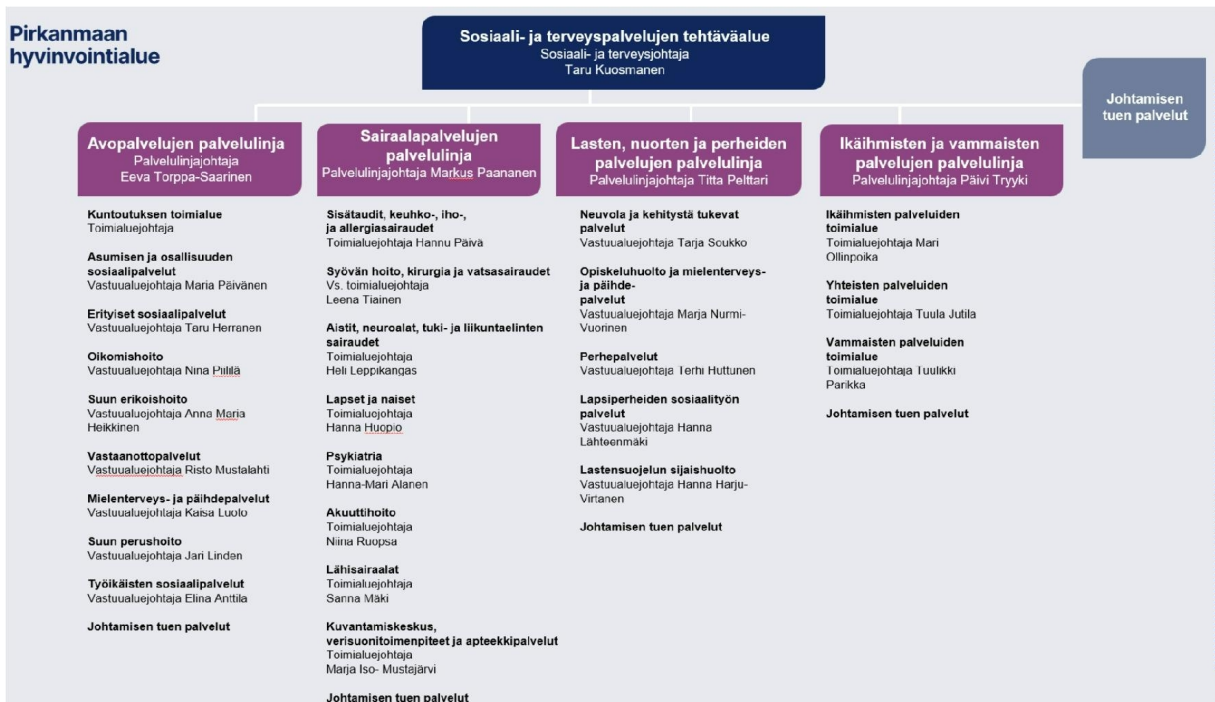 Pirkanmaan
hyvinvointialue
Sosiaali- ja terveyspalvelujen tehtäväalue
Sosiaali- ja terveysjohtaja
Taru Kuosmanen
Johtamisen
tuen palvelut
Avopalvelujen palvelulinja
Palvelulinjajohtaja
Eeva Torppa-Saarinen
Kuntoutuksen toimialue
Toimialuejohtaja
Asumisen ja osallisuuden
sosiaalipalvelut
Vastuualuejohtaja Maria Päivänen
Erityiset sosiaalipalvelut
Vastuualuejohtaja Taru Herranen
Oikomishoito
Vastuualuejohtaja Nina Piililä
Suun erikoishoito
Vastuualuejohtaja Anna Maria
Heikkinen
Vastaanottopalvelut
Vastuualuejohtaja Risto Mustalahti
Mielenterveys- ja päihdepalvelut
Vastuualuejohtaja Kaisa Luoto
Suun perushoito
Vastuualuejohtaja Jari Linden
Työikäisten sosiaalipalvelut
Vastuualuejohtaja Elina Anttila
Johtamisen tuen palvelut
Sairaalapalvelujen
palvelulinja
Palvelulinjajohtaja Markus Paananen
Sisätaudit, keuhko-, iho-,
ja allergiasairaudet
Toimialuejohtaja Hannu Päivä
Syövän hoito, kirurgia ja vatsasairaudet
Vs. toimialuejohtaja
Leena Tiainen
Aistit, neuroalat, tuki- ja liikuntaelinten
sairaudet
Toimialuejohtaja
Heli Leppikangas
Lapset ja naiset
Toimialuejohtaja
Hanna Huopio
Psykiatria
Toimialuejohtaja
Hanna-Mari Alanen
Akuuttihoito
Toimialuejohtaja
Niina Ruopsa
Lähisairaalat
Toimialuejohtaja
Sanna Mäki
Kuvantamiskeskus,
verisuonitoimenpiteet ja apteekkipalvelut
Toimialuejohtaja
Marja Iso- Mustajärvi
Johtamisen tuen palvelut
Lasten, nuorten ja perheiden
palvelujen palvelulinja
Palvelulinjajohtaja Titta Pelttari
Neuvola ja kehitystä tukevat
palvelut
Vastuualuejohtaja Tarja Soukko
Opiskeluhuolto ja mielenterveys-
ja päihde-
palvelut
Vastuualuejohtaja Marja Nurmi-
Vuorinen
Perhepalvelut
Vastuualuejohtaja Terhi Huttunen
Lapsiperheiden sosiaalityön
palvelut
Vastuualuejohtaja Hanna
Lähteenmäki
Lastensuojelun sijaishuolto
Vastuualuejohtaja Hanna Harju-
Virtanen
Johtamisen tuen palvelut
Ikäihmisten ja vammaisten
palvelujen palvelulinja
Palvelulinjajohtaja Päivi Tryyki
Ikäihmisten palveluiden
toimialue
Toimialuejohtaja Mari
Ollinpoika
Yhteisten palveluiden
toimialue
Toimialuejohtaja Tuula Jutila
Vammaisten palveluiden
toimialue
Toimialuejohtaja Tuulikki
Parikka
Johtamisen tuen palvelut